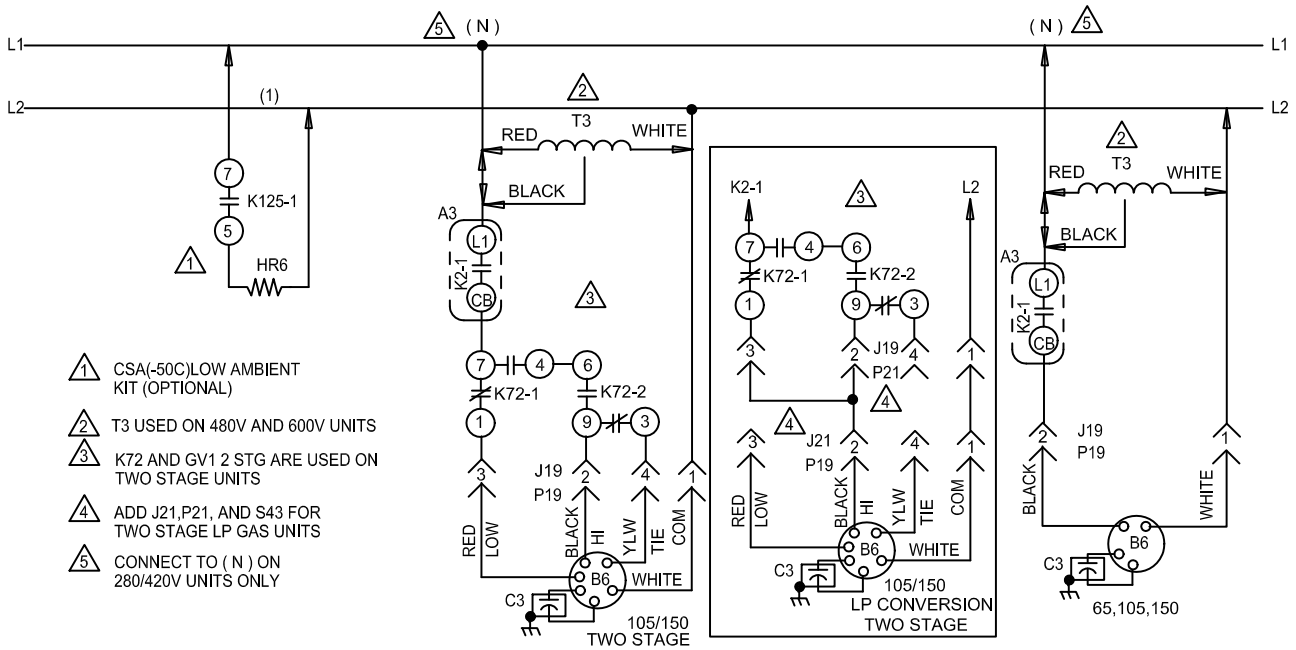 5 ( N )
( N ) 5
L1
L1
L2
(1)
L2
2
T3
RED
WHITE
BLACK
7
K125-1
5
1
HR6
A3
L1
K2-1
CB
3
7
4
6
K72-1
K72-2
1
9
3
3
2
4
1
J19
P19
RED
LOW
BLACK
HI
YLW
TIE
COM
B6
WHITE
C3
105/150
TWO STAGE
K2-1
L2
3
7
4
6
K72-1
K72-2
1
9
3
3
2
J19
4
1
P21
4
4
3
J21
2
4
1
P19
RED
LOW
BLACK
HI
YLW
TIE
COM
B6
WHITE
C3
105/150
LP CONVERSION
TWO STAGE
2
T3
RED
WHITE
BLACK
A3
L1
K2-1
CB
2
J19
P19
1
BLACK
WHITE
B6
C3
65,105,150
1 CSA(-50C)LOW AMBIENT
KIT (OPTIONAL)
2 T3 USED ON 480V AND 600V UNITS
3 K72 AND GV1 2 STG ARE USED ON
TWO STAGE UNITS
4 ADD J21,P21, AND S43 FOR
TWO STAGE LP GAS UNITS
5 CONNECT TO ( N ) ON
280/420V UNITS ONLY